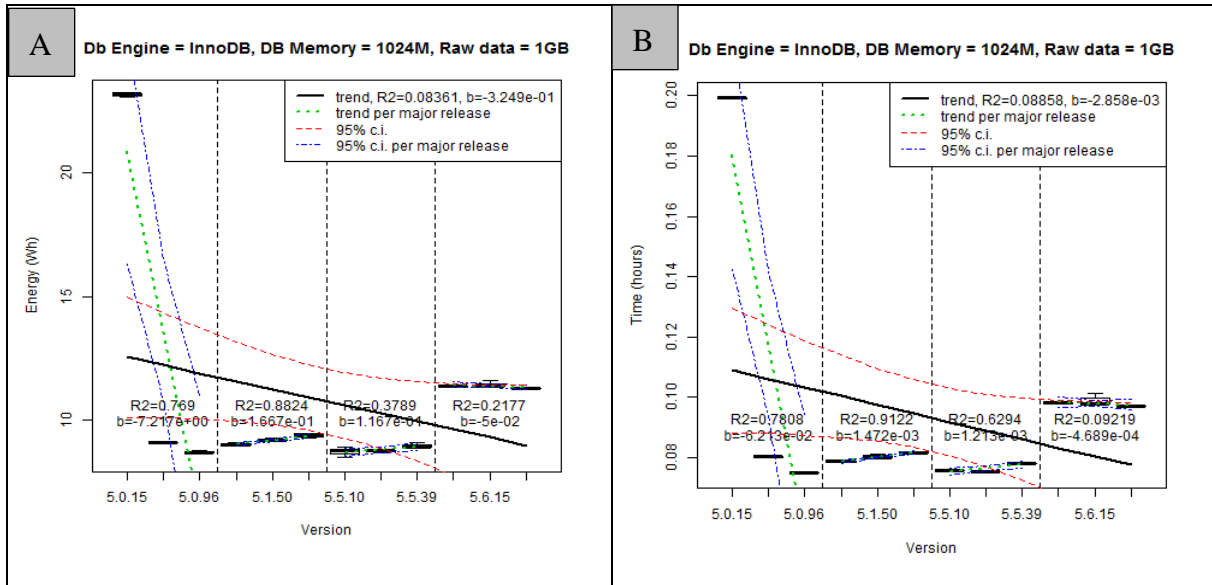 A
Db Engine = InnoDB, DB Memory = 1024M, Raw data = 1GB
trend, R2=0.08361, b=-3.249e-01
trend per major release
95% c.i.
95% c.i. per major release
20
15
10
Energy (Wh)
R2=0.769 R2=0.8824 R2=0.3789 R2=0.2177
b=-7.217e+00 b=1.667e-01 b=1.167e-01 b=-5e-02
5.0.15 5.0.96 5.1.50 5.5.10 5.5.39 5.6.15
Version
B
Db Engine = InnoDB, DB Memory = 1024M, Raw data = 1GB
trend, R2=0.08858, b=-2.858e-03
trend per major release
95% c.i.
95% c.i. per major release
0.20
0.18
0.16
0.14
0.12
0.10
0.08
Time (hours)
R2=0.7808 R2=0.9122 R2=0.6294 R2=0.09219
b=-6.213e-02 b=1.472e-03 b=1.213e-03 b=-4.689e-04
5.0.15 5.0.96 5.1.50 5.5.10 5.5.39 5.6.15
Version